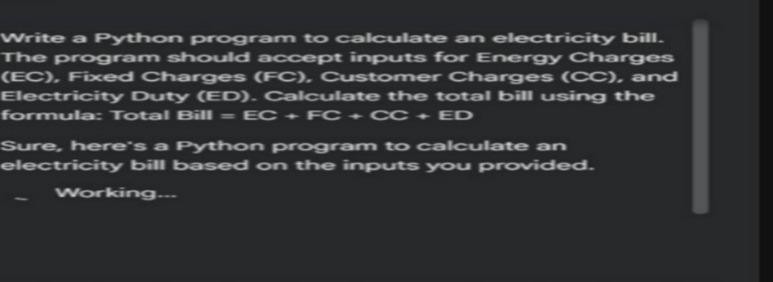 Write a Python program to calculate an electricity bill.
The program should accept inputs for Energy Charges
(EC), Fixed Charges (FC), Customer Charges (CC), and
Electricity Duty (ED). Calculate the total bill using the
formula: Total Bill = EC + FC + CC + ED
Sure, here's a Python program to calculate an
electricity bill based on the inputs you provided.
Working...